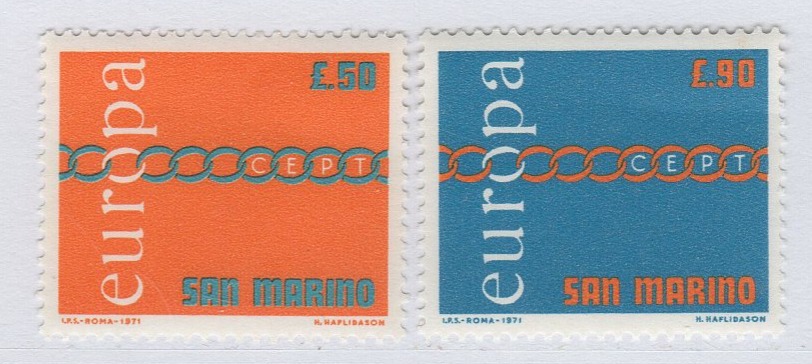 europa
£.50
CEPT
SAN MARINO
I.P.S.-ROMA-1971
H. HAFLIDASON
europa
£.90
CEPT
SAN MARINO
I.P.S.-ROMA-1971
H. HAFLIDASON